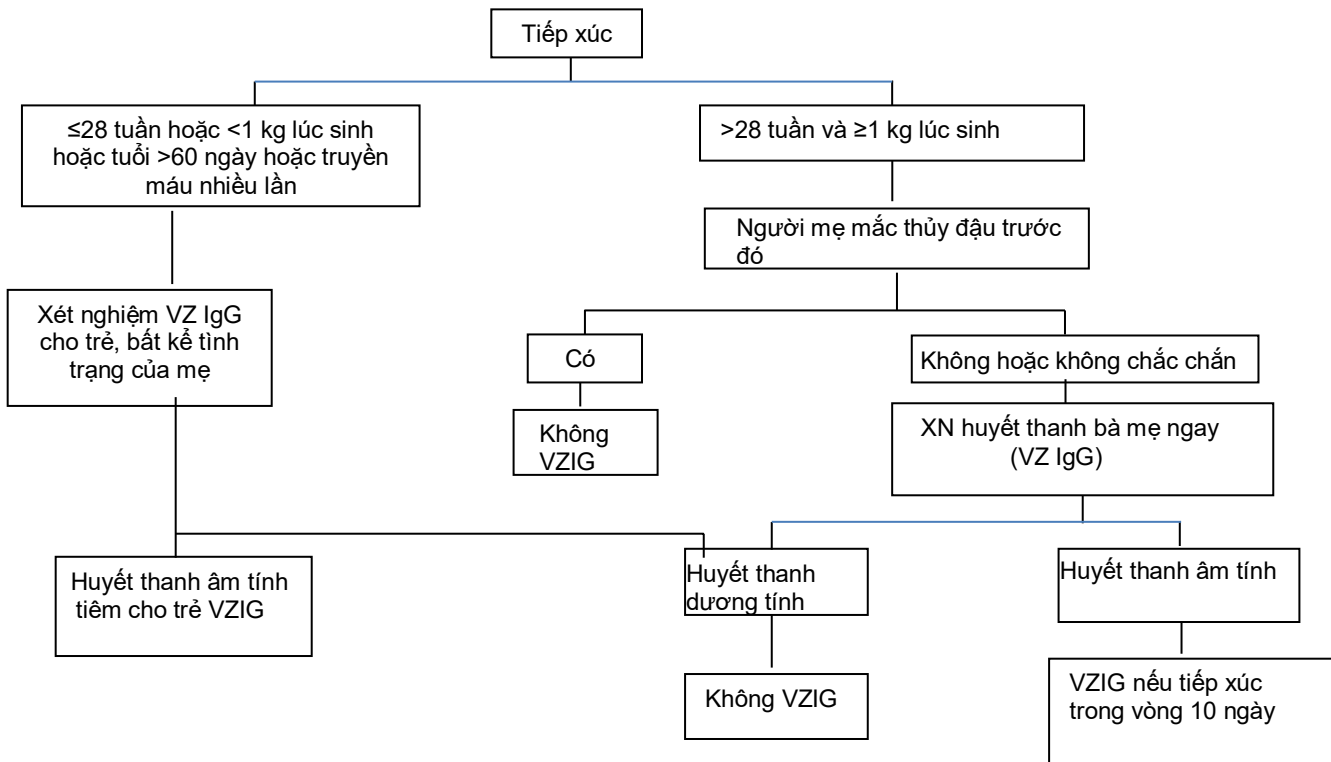 Tiếp xúc
≤28 tuần hoặc <1 kg lúc sinh
hoặc tuổi >60 ngày hoặc truyền
máu nhiều lần
>28 tuần và ≥1 kg lúc sinh
Người mẹ mắc thủy đậu trước
đó
Xét nghiệm VZ IgG
cho trẻ, bất kể tình
trạng của mẹ
Có
Không hoặc không chắc chắn
Không
VZIG
XN huyết thanh bà mẹ ngay
(VZ IgG)
Huyết thanh âm tính
tiêm cho trẻ VZIG
Huyết thanh
dương tính
Huyết thanh âm tính
Không VZIG
VZIG nếu tiếp xúc
trong vòng 10 ngày